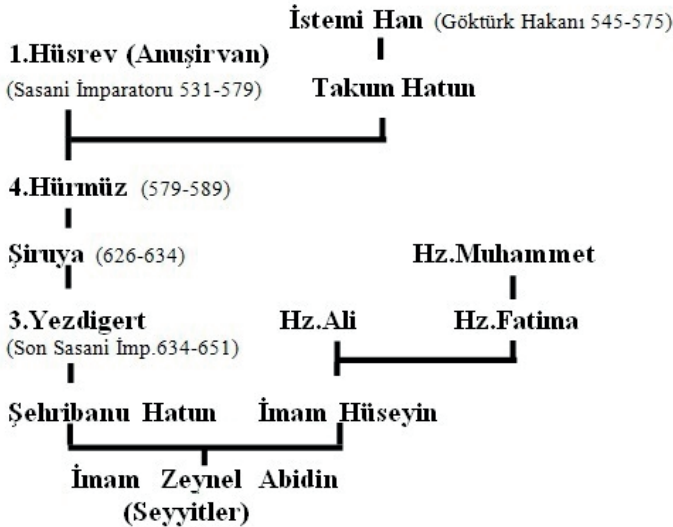 İstemi Han (Göktürk Hakanı 545-575)
1.Hüsrev (Anuşirvan)
(Sasani İmparatoru 531-579)
Takum Hatun
4.Hürmüz (579-589)
Şiruya (626-634)
Hz.Muhammet
3.Yezdigert
(Son Sasani İmp.634-651)
Hz.Ali
Hz.Fatima
Şehribanu Hatun
İmam Hüseyin
İmam Zeynel Abidin
(Seyyitler)